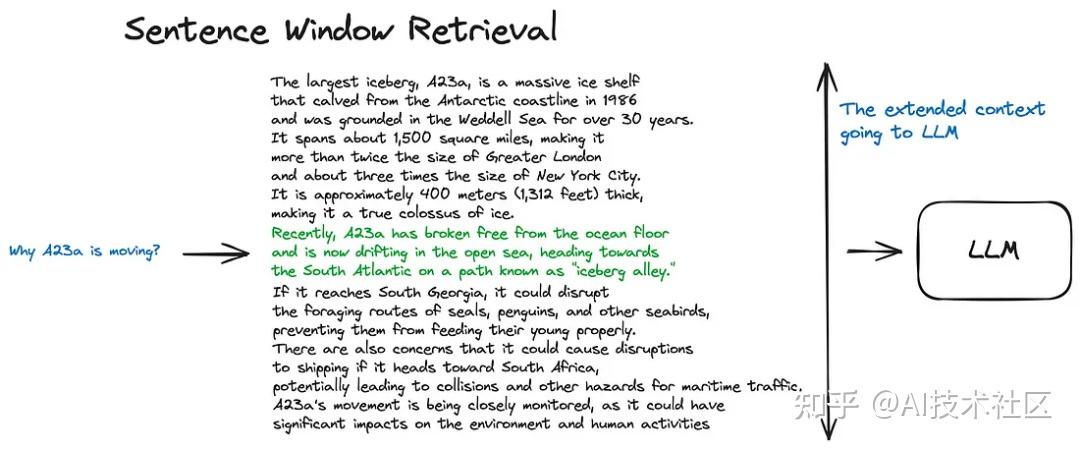 Sentence Window Retrieval
The largest iceberg, A23a, is a massive ice shelf
that calved from the Antarctic coastline in 1986
and was grounded in the Weddell Sea for over 30 years.
It spans about 1,500 square miles, making it
more than twice the size of Greater London
and about three times the size of New York City.
It is approximately 400 meters (1,312 feet) thick,
making it a true colossus of ice.
Why A23a is moving?
Recently, A23a has broken free from the ocean floor
and is now drifting in the open sea, heading towards
the South Atlantic on a path known as "iceberg alley."
If it reaches South Georgia, it could disrupt
the foraging routes of seals, penguins, and other seabirds,
preventing them from feeding their young properly.
There are also concerns that it could cause disruptions
to shipping if it heads toward South Africa,
potentially leading to collisions and other hazards for maritime traffic.
A23a's movement is being closely monitored, as it could have
significant impacts on the environment and human activities
The extended context
going to LLM
LLM
知乎 @AI技术社区